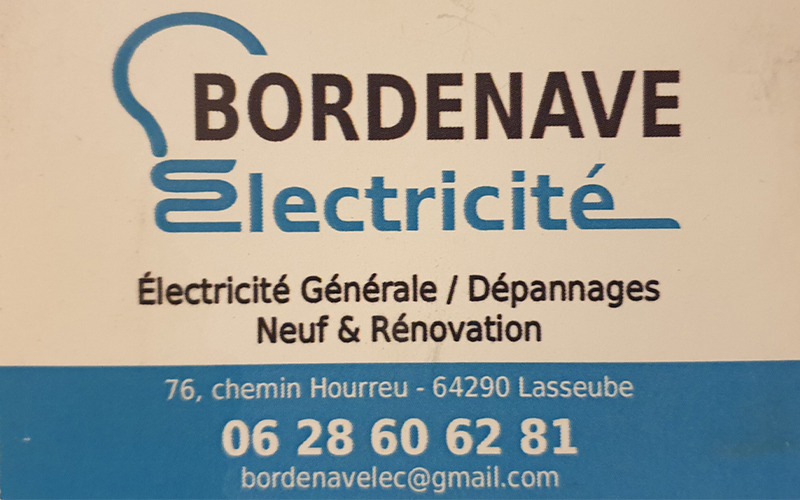 BORDENAVE
Électricité
Électricité Générale / Dépannages
Neuf & Rénovation
76, chemin Hourreu - 64290 Lasseube
06 28 60 62 81
bordenavelec@gmail.com